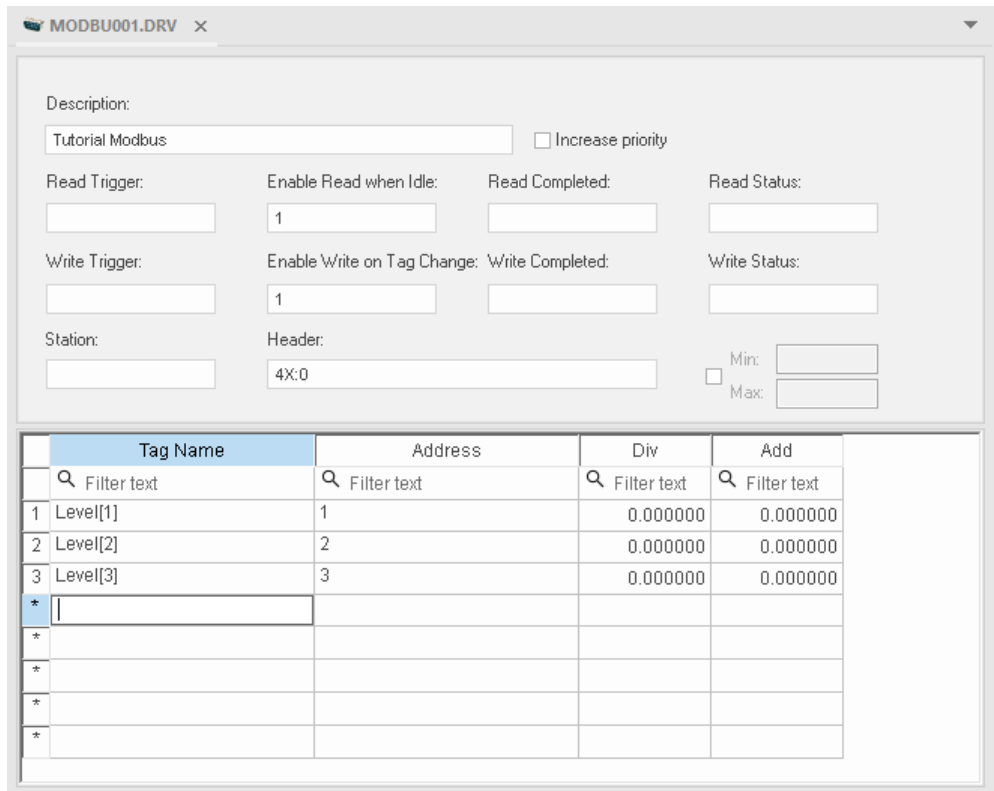 MODBU001.DRV
Description:
Tutorial Modbus
Increase priority
Read Trigger: Enable Read when Idle: Read Completed: Read Status:
1
Write Trigger: Enable Write on Tag Change: Write Completed: Write Status:
1
Station: Header:
4X:0
Min:
Max:
Tag Name Address Div Add
Filter text Filter text Filter text Filter text
1 Level[1] 1 0.000000 0.000000
2 Level[2] 2 0.000000 0.000000
3 Level[3] 3 0.000000 0.000000
*
*
*
*
*